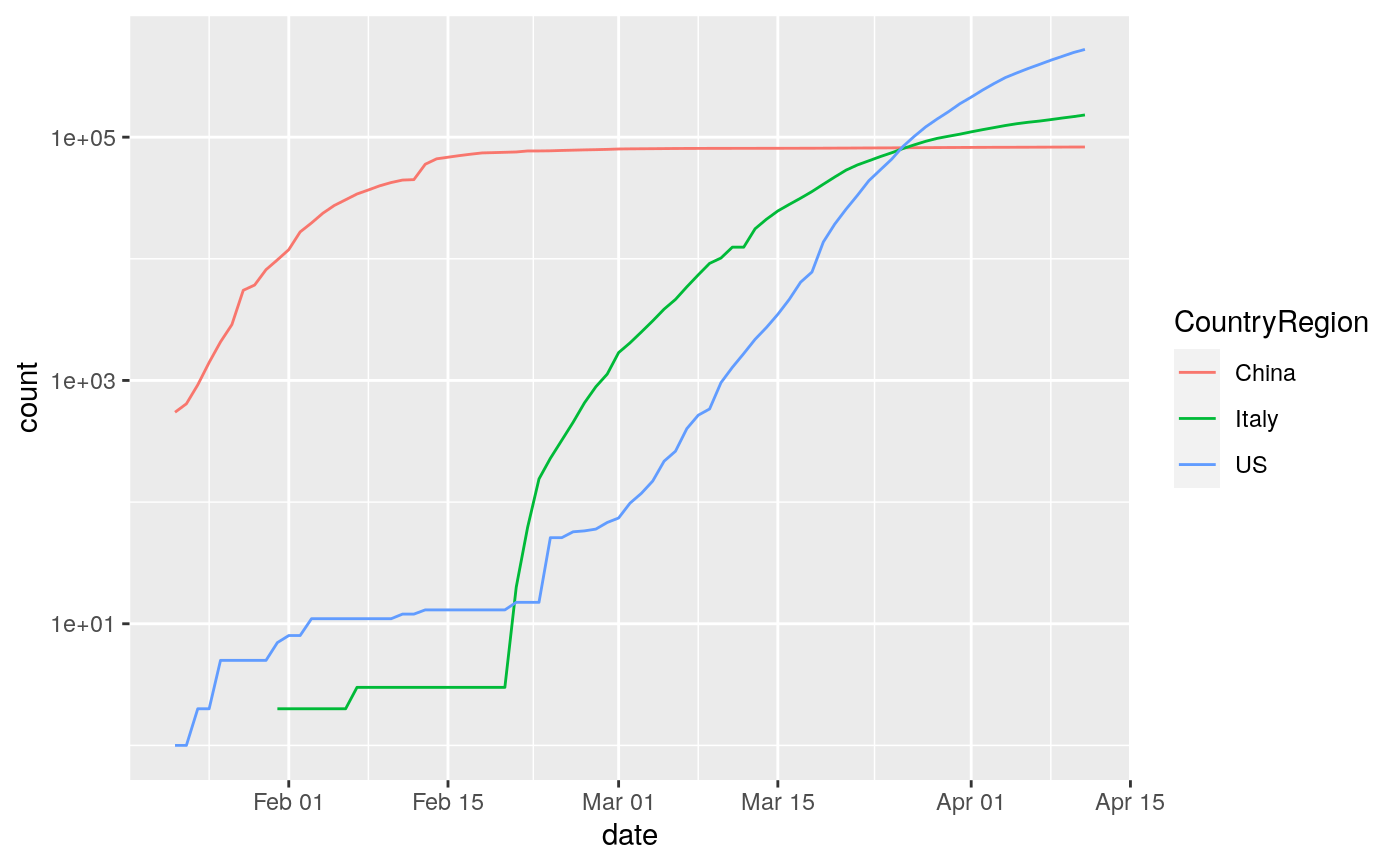 1e+05
1e+03
1e+01
count
Feb 01
Feb 15
Mar 01
Mar 15
Apr 01
Apr 15
date
CountryRegion
China
Italy
US